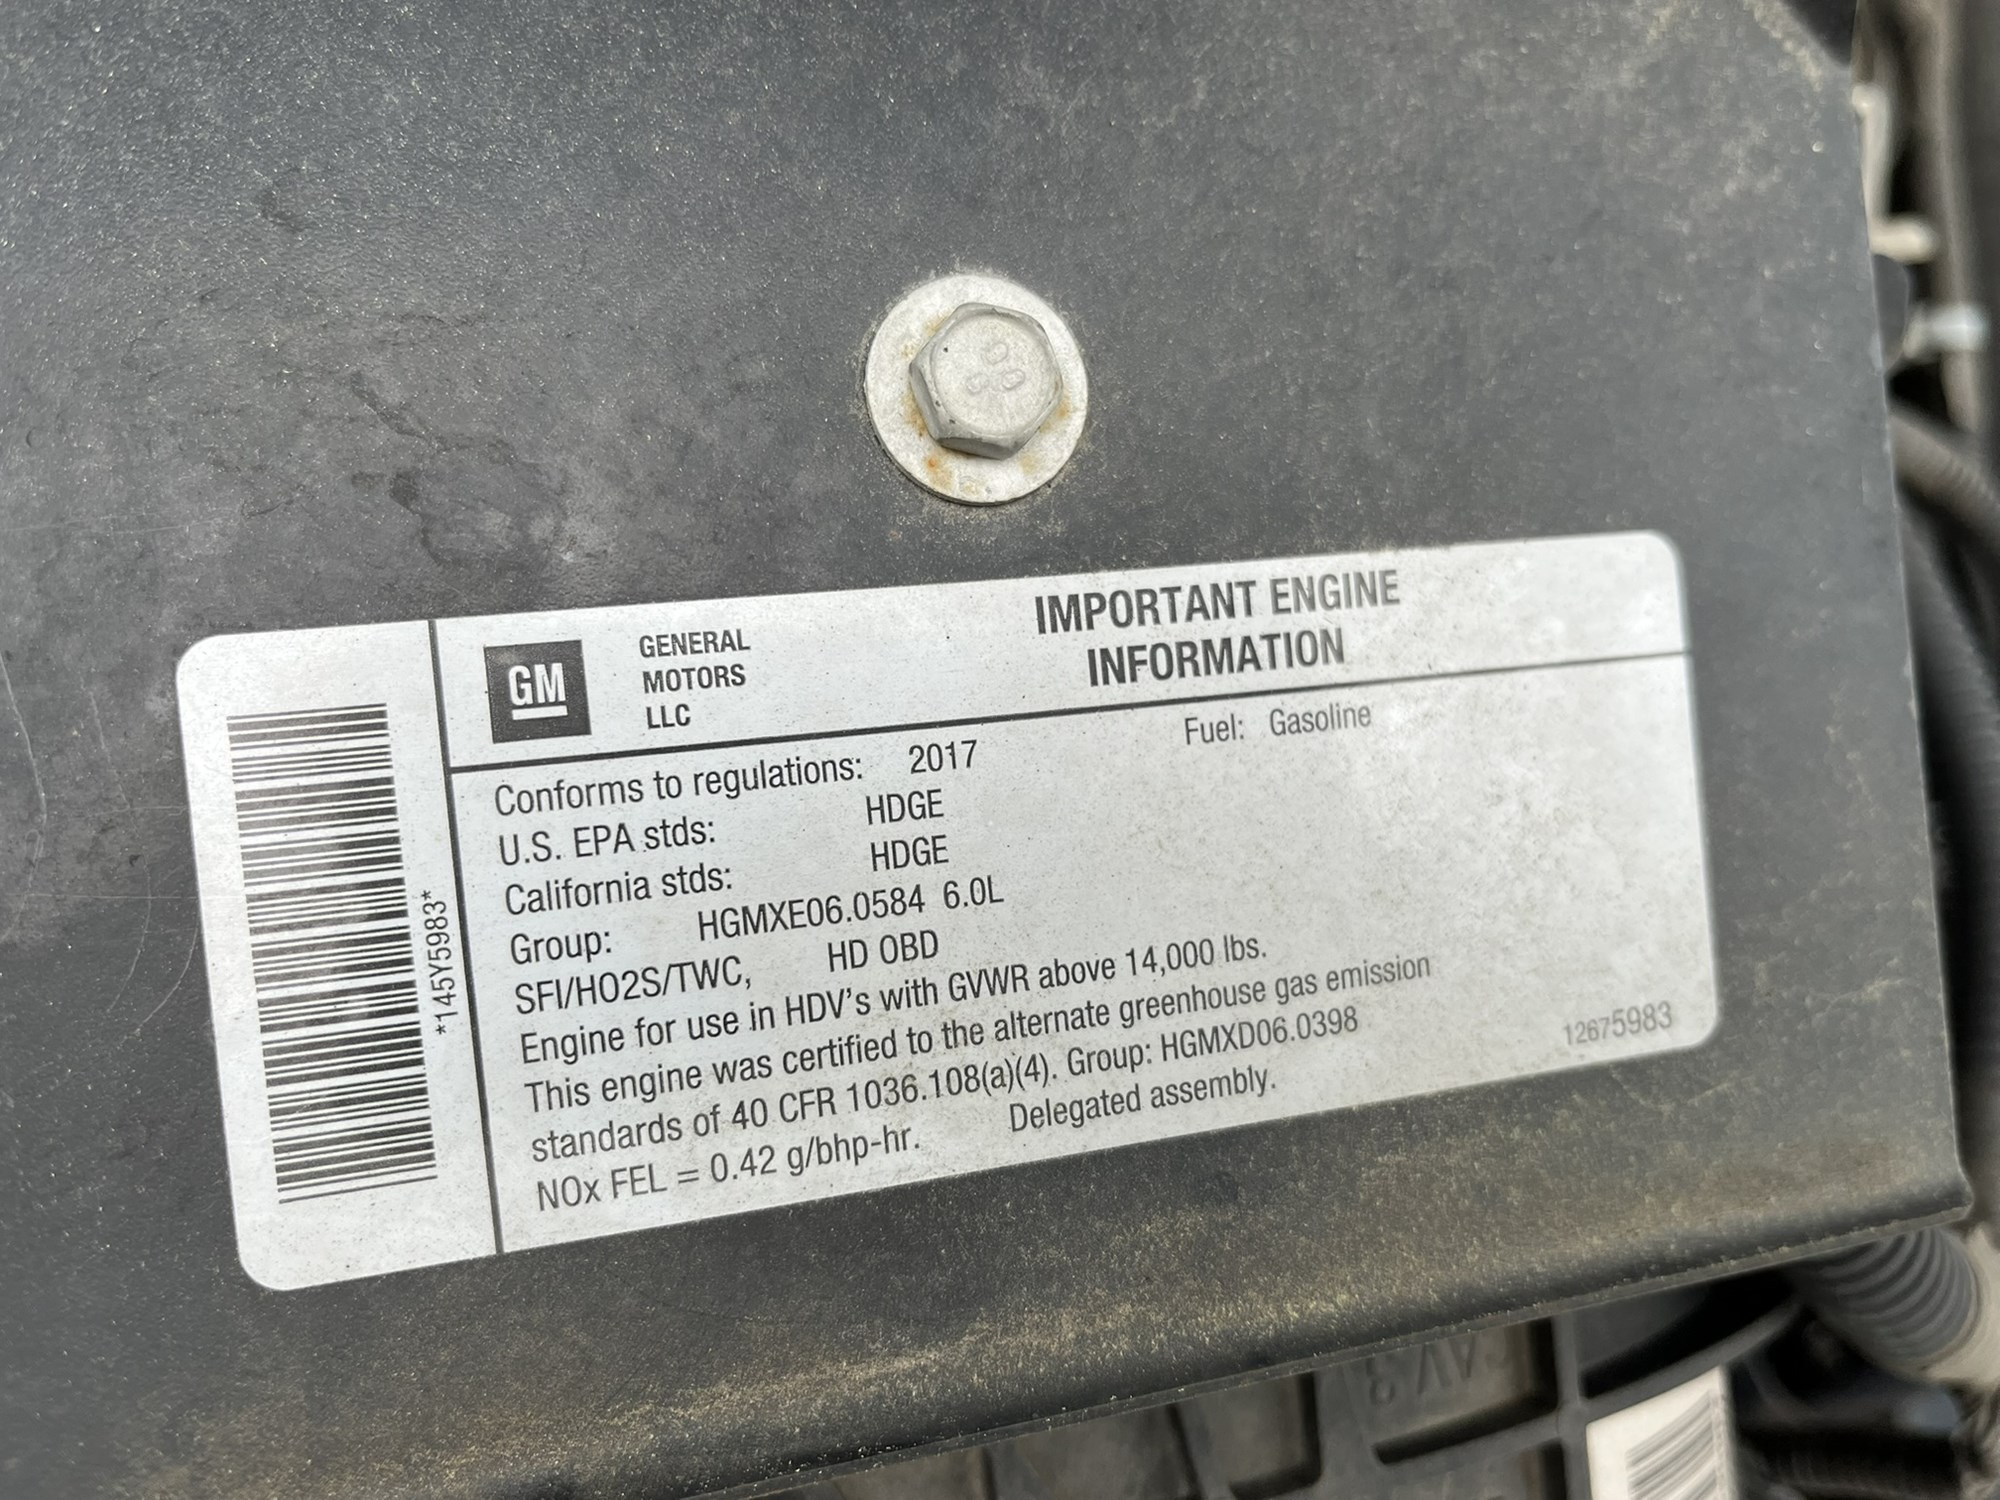 GM
GENERAL
MOTORS
LLC
IMPORTANT ENGINE
INFORMATION
Conforms to regulations: 2017 Fuel: Gasoline
U.S. EPA stds: HDGE
California stds: HDGE
Group: HGMXE06.0584 6.0L
SFI/HO2S/TWC, HD OBD
Engine for use in HDV's with GVWR above 14,000 lbs.
This engine was certified to the alternate greenhouse gas emission
standards of 40 CFR 1036.108(a)(4). Group: HGMXD06.0398
NOx FEL = 0.42 g/bhp-hr. Delegated assembly.
12675983
*145Y5983*